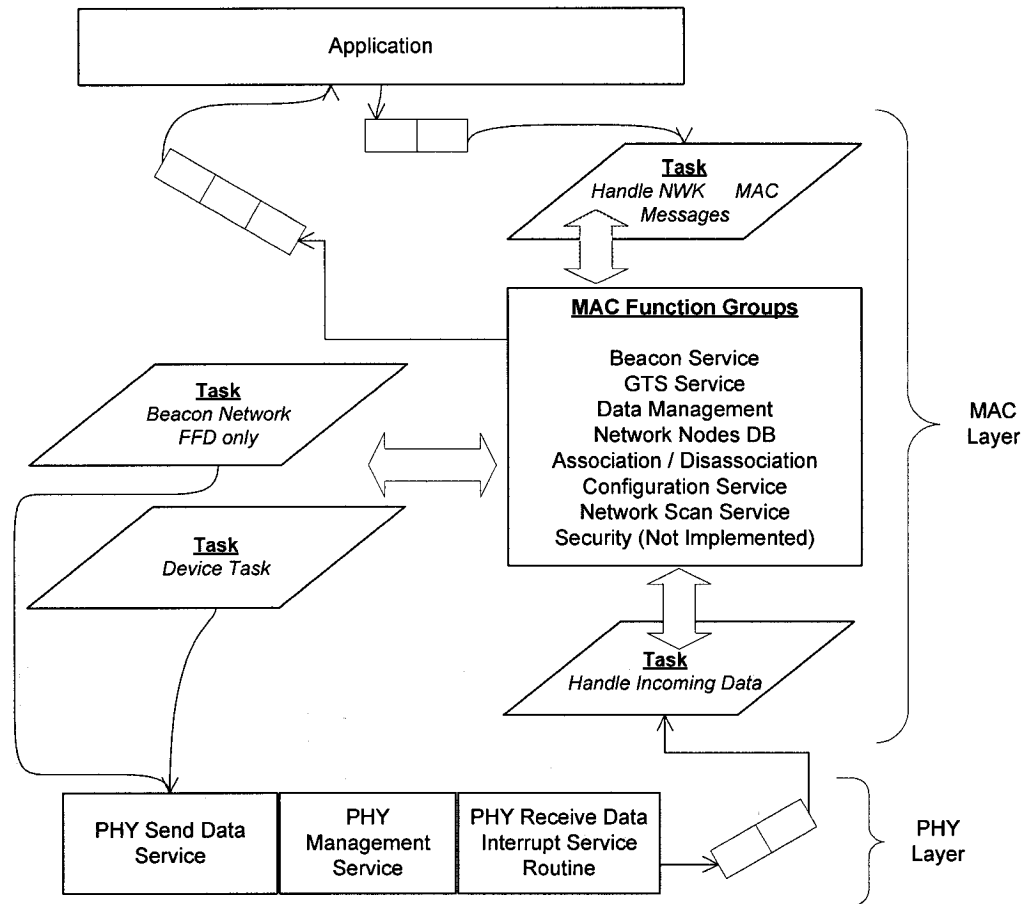 Application
Task
Handle NWK MAC
Messages
MAC Function Groups
Beacon Service
GTS Service
Data Management
Network Nodes DB
Association / Disassociation
Configuration Service
Network Scan Service
Security (Not Implemented)
MAC
Layer
Task
Beacon Network
FFD only
Task
Device Task
Task
Handle Incoming Data
PHY Send Data
Service
PHY
Management
Service
PHY Receive Data
Interrupt Service
Routine
PHY
Layer